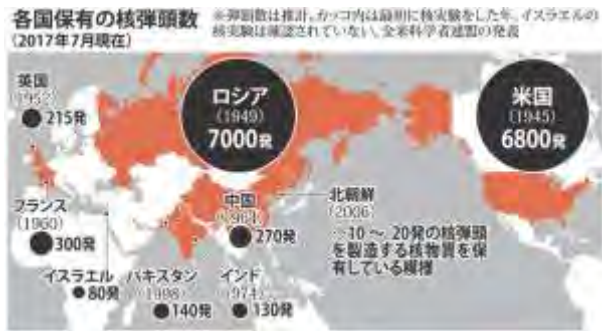 各国保有の核弾頭数
(2017年7月現在)
※弾頭数は推計、カッコ内は最初に核実験をした年、イスラエルの
核実験は確認されていない、全米科学者連盟の発表
英国
(1952)
215発
ロシア
(1949)
7000発
米国
(1945)
6800発
フランス
(1960)
300発
中国
(1964)
270発
北朝鮮
(2006)
※10～20発の核弾頭
を製造する核物質を保
有している模様
イスラエル
80発
パキスタン
(1998)
140発
インド
(1974)
130発